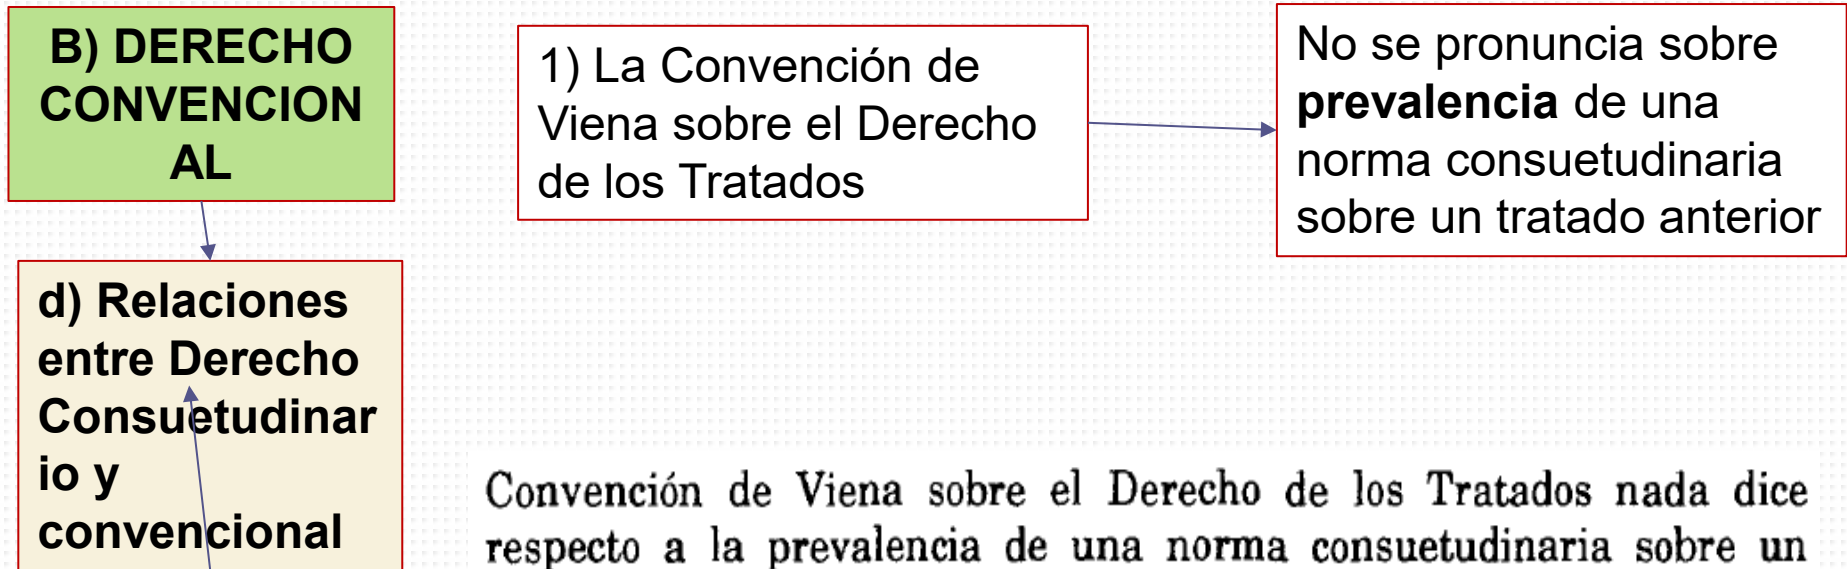 B) DERECHO
CONVENCION
AL
1) La Convención de
Viena sobre el Derecho
de los Tratados
No se pronuncia sobre
prevalencia de una
norma consuetudinaria
sobre un tratado anterior
d) Relaciones
entre Derecho
Consuetudinar
io y
convencional
Convención de Viena sobre el Derecho de los Tratados nada dice
respecto a la prevalencia de una norma consuetudinaria sobre un